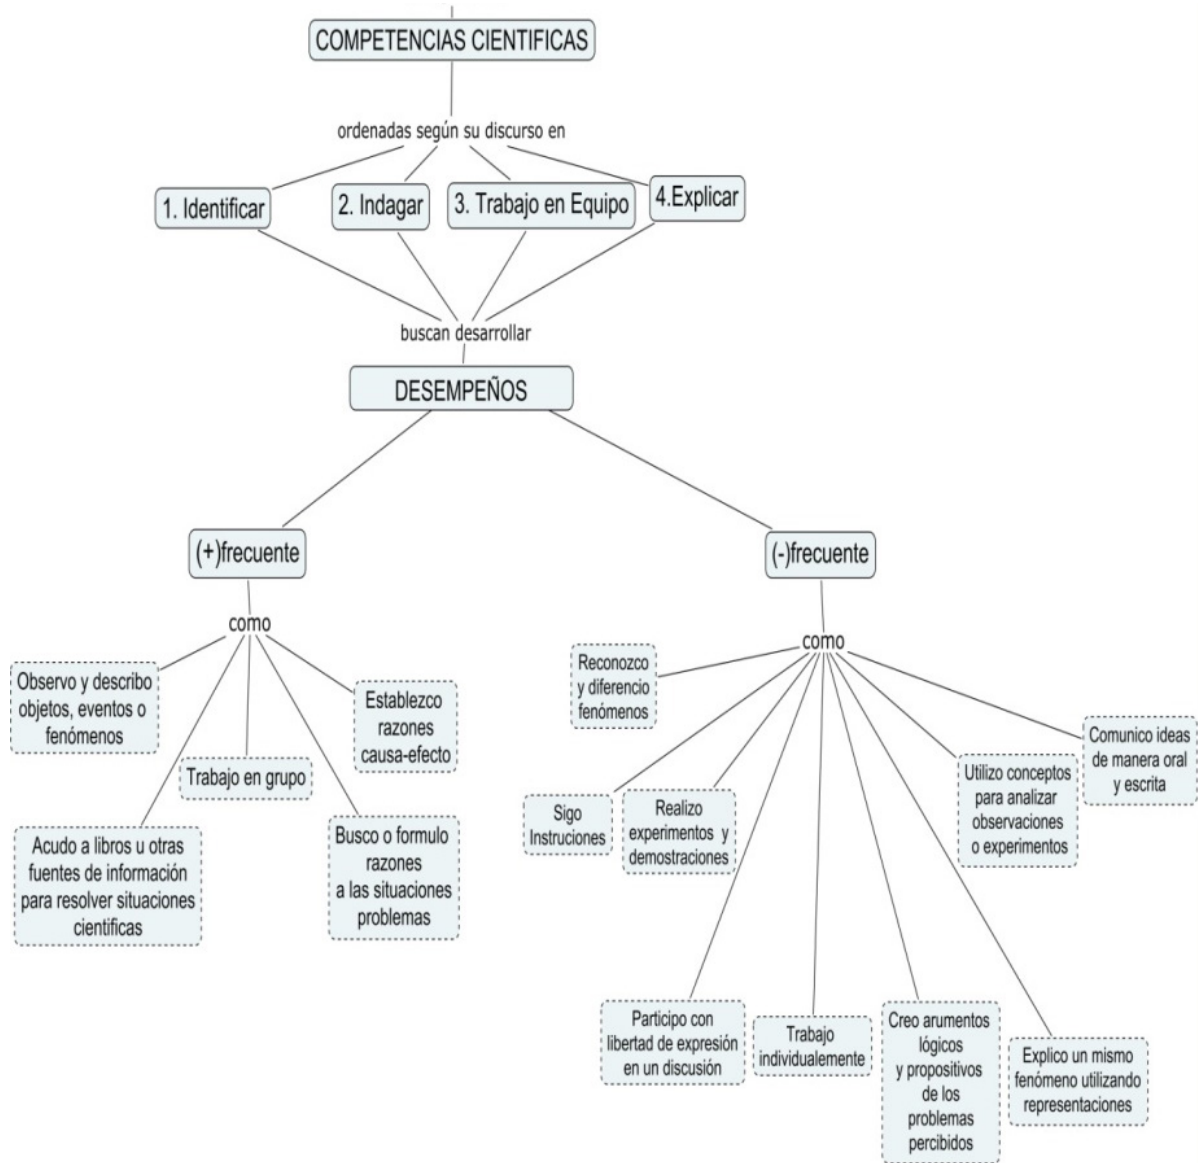 COMPETENCIAS CIENTIFICAS
ordenadas según su discurso en
1. Identificar
2. Indagar
3. Trabajo en Equipo
4.Explicar
buscan desarrollar
DESEMPEÑOS
(+)frecuente
como
Observo y describo
objetos, eventos o
fenómenos
Acudo a libros u otras
fuentes de información
para resolver situaciones
cientificas
Trabajo en grupo
Busco o formulo
razones
a las situaciones
problemas
Establezco
razones
causa-efecto
(-)frecuente
como
Reconozco
y diferencio
fenómenos
Sigo
Instruciones
Realizo
experimentos y
demostraciones
Participo con
libertad de expresión
en un discusión
Trabajo
individualemente
Creo arumentos
lógicos
y propositivos
de los
problemas
percibidos
Explico un mismo
fenómeno utilizando
representaciones
Utilizo conceptos
para analizar
observaciones
o experimentos
Comunico ideas
de manera oral
y escrita